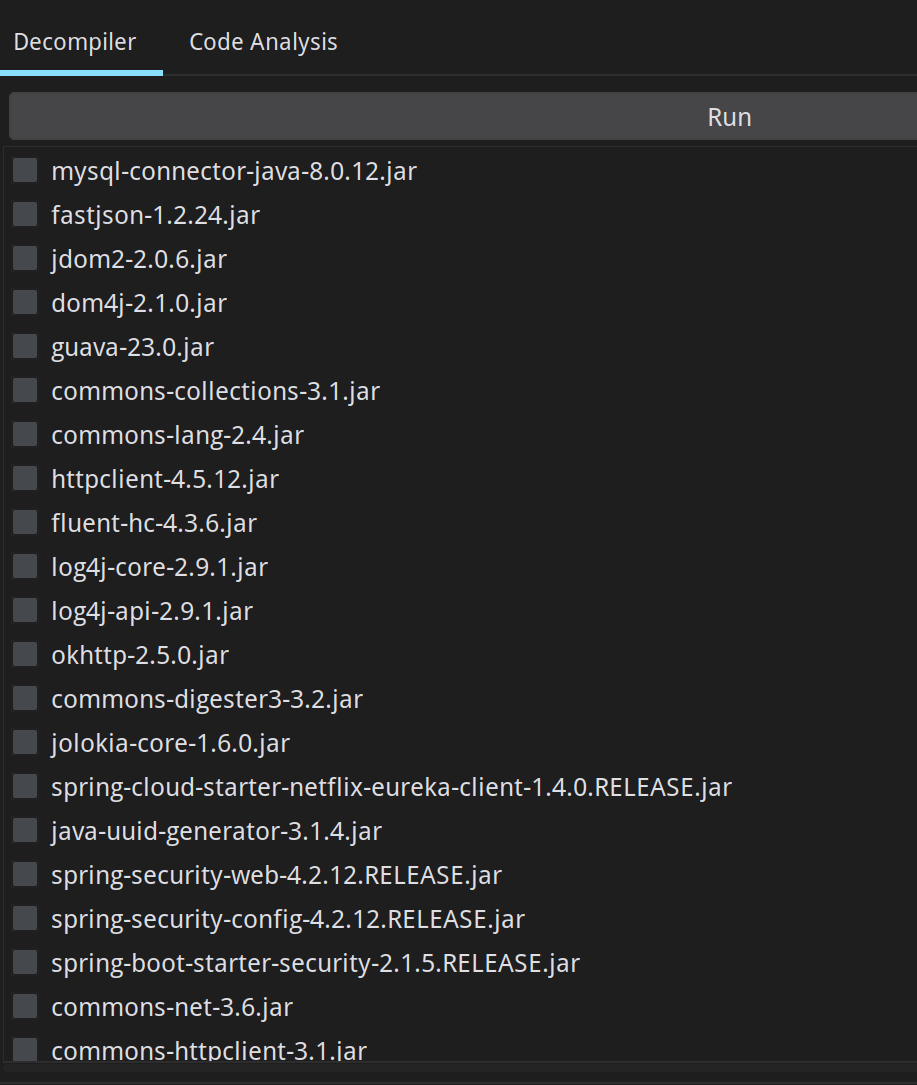 Decompiler Code Analysis
Run
mysql-connector-java-8.0.12.jar
fastjson-1.2.24.jar
jdom2-2.0.6.jar
dom4j-2.1.0.jar
guava-23.0.jar
commons-collections-3.1.jar
commons-lang-2.4.jar
httpclient-4.5.12.jar
fluent-hc-4.3.6.jar
log4j-core-2.9.1.jar
log4j-api-2.9.1.jar
okhttp-2.5.0.jar
commons-digester3-3.2.jar
jolokia-core-1.6.0.jar
spring-cloud-starter-netflix-eureka-client-1.4.0.RELEASE.jar
java-uuid-generator-3.1.4.jar
spring-security-web-4.2.12.RELEASE.jar
spring-security-config-4.2.12.RELEASE.jar
spring-boot-starter-security-2.1.5.RELEASE.jar
commons-net-3.6.jar
commons-httpclient-3.1.jar